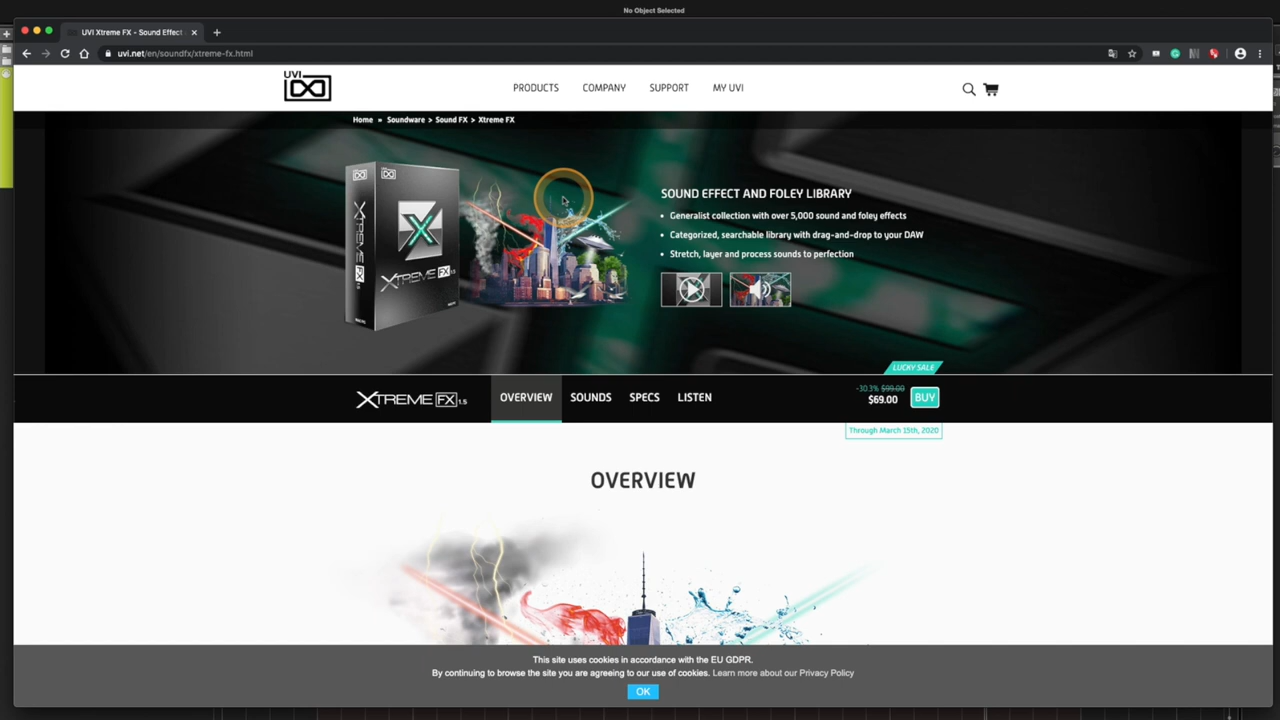 No Object Selected
UVI Xtreme FX - Sound Effect
uvi.net/en/soundfx/xtreme-fx.html
UVI
PRODUCTS COMPANY SUPPORT MY UVI
Home » Soundware > Sound FX > Xtreme FX
XTREME FX
XTREME FX 1.5
SOUND EFFECT AND FOLEY LIBRARY
• Generalist collection with over 5,000 sound and foley effects
• Categorized, searchable library with drag-and-drop to your DAW
• Stretch, layer and process sounds to perfection
LUCKY SALE
XTREME FX 1.5
OVERVIEW SOUNDS SPECS LISTEN
-30.3% $99.00
$69.00
BUY
Through March 15th, 2020
OVERVIEW
This site uses cookies in accordance with the EU GDPR.
By continuing to browse the site you are agreeing to our use of cookies. Learn more about our Privacy Policy
OK